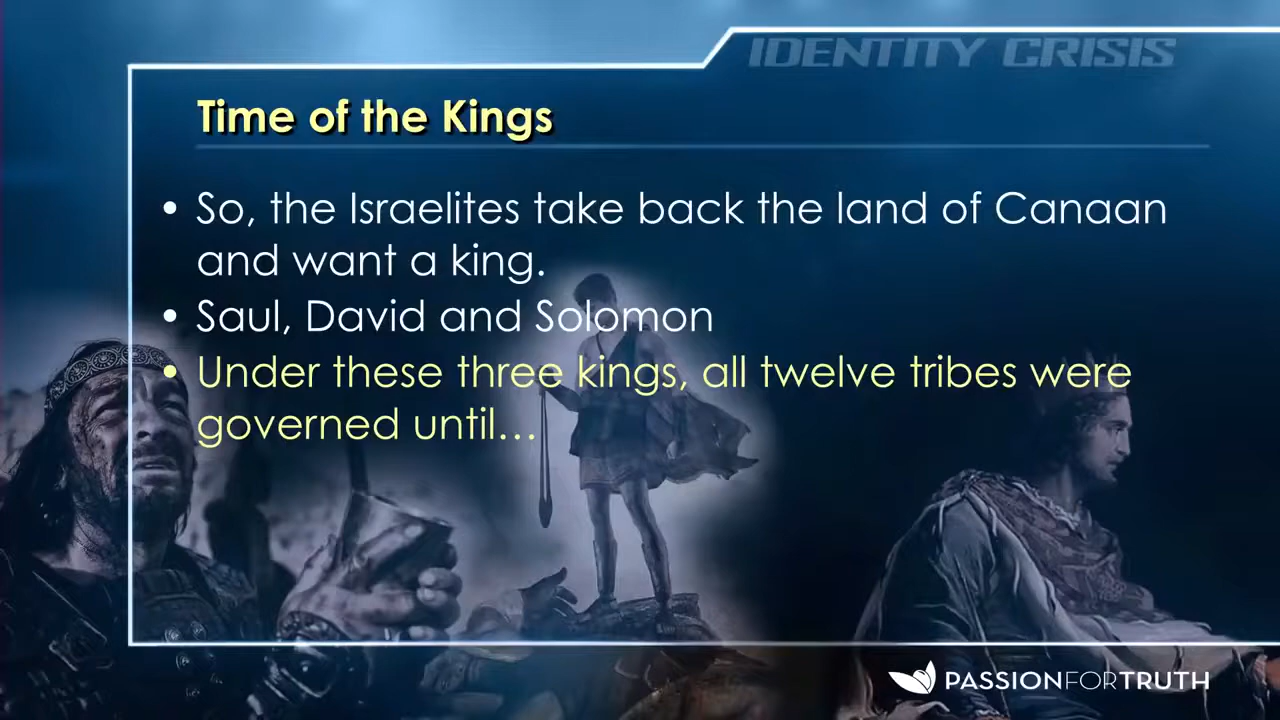 IDENTITY CRISIS
Time of the Kings
• So, the Israelites take back the land of Canaan
and want a king.
• Saul, David and Solomon
• Under these three kings, all twelve tribes were
governed until...
PASSIONFORTRUTH